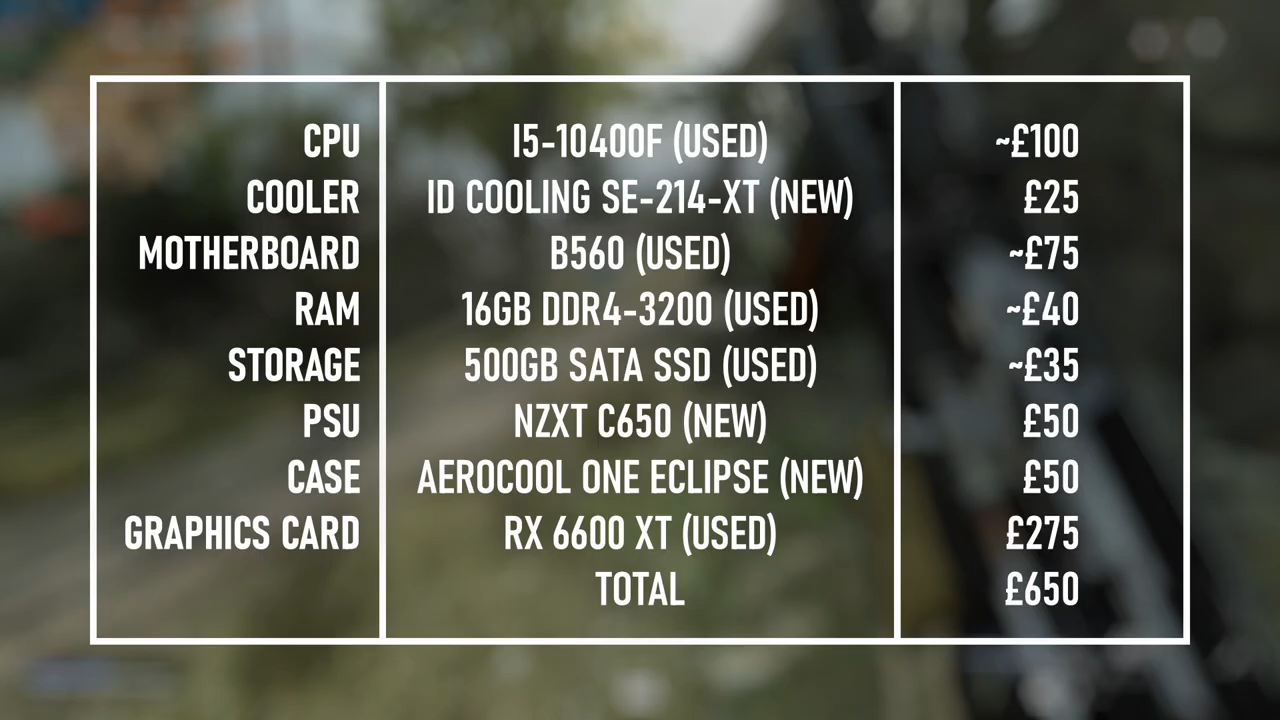 CPU I5-10400F (USED) ~£100
COOLER ID COOLING SE-214-XT (NEW) £25
MOTHERBOARD B560 (USED) ~£75
RAM 16GB DDR4-3200 (USED) ~£40
STORAGE 500GB SATA SSD (USED) ~£35
PSU NZXT C650 (NEW) £50
CASE AEROCOOL ONE ECLIPSE (NEW) £50
GRAPHICS CARD RX 6600 XT (USED) £275
TOTAL £650